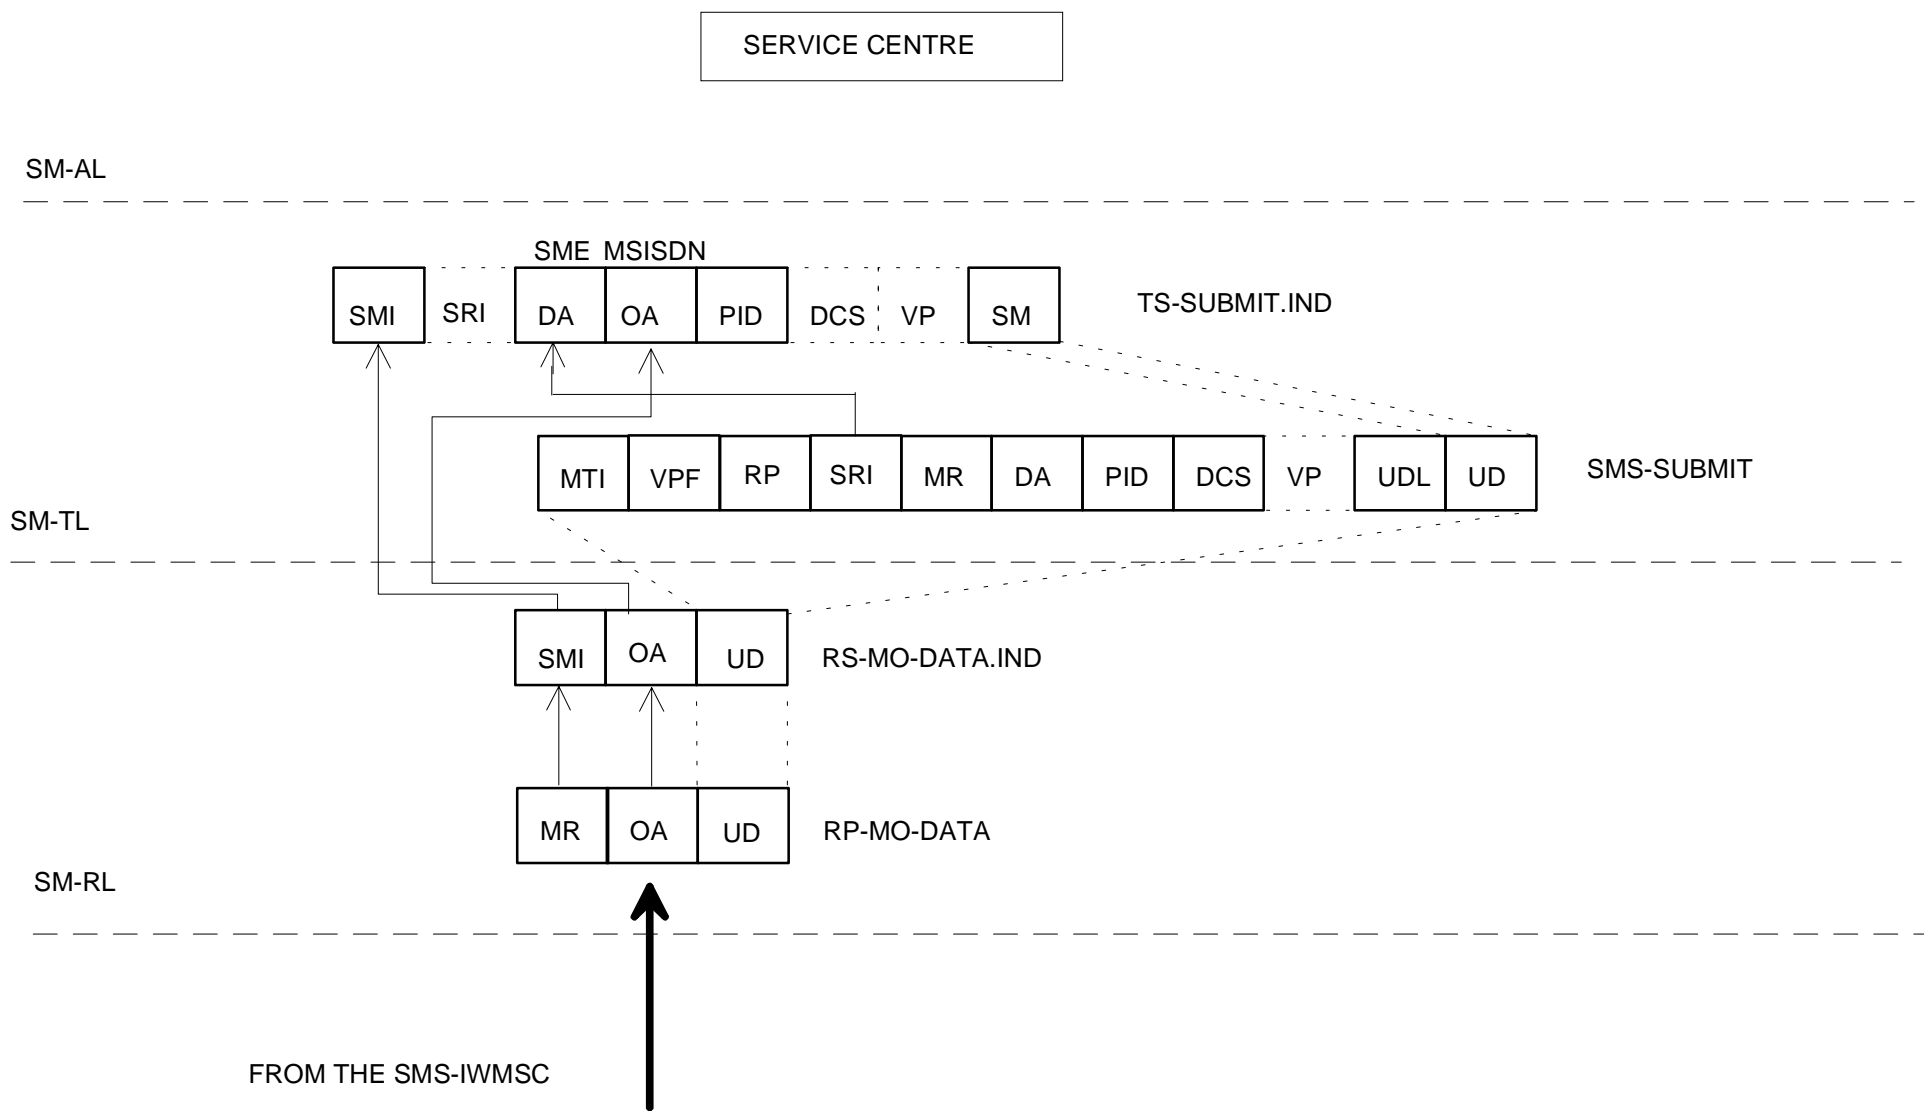 SERVICE CENTRE
SM-AL
SME MSISDN
SMI SRI DA OA PID DCS VP SM TS-SUBMIT.IND
MTI VPF RP SRI MR DA PID DCS VP UDL UD SMS-SUBMIT
SM-TL
SMI OA UD RS-MO-DATA.IND
MR OA UD RP-MO-DATA
SM-RL
FROM THE SMS-IWMSC